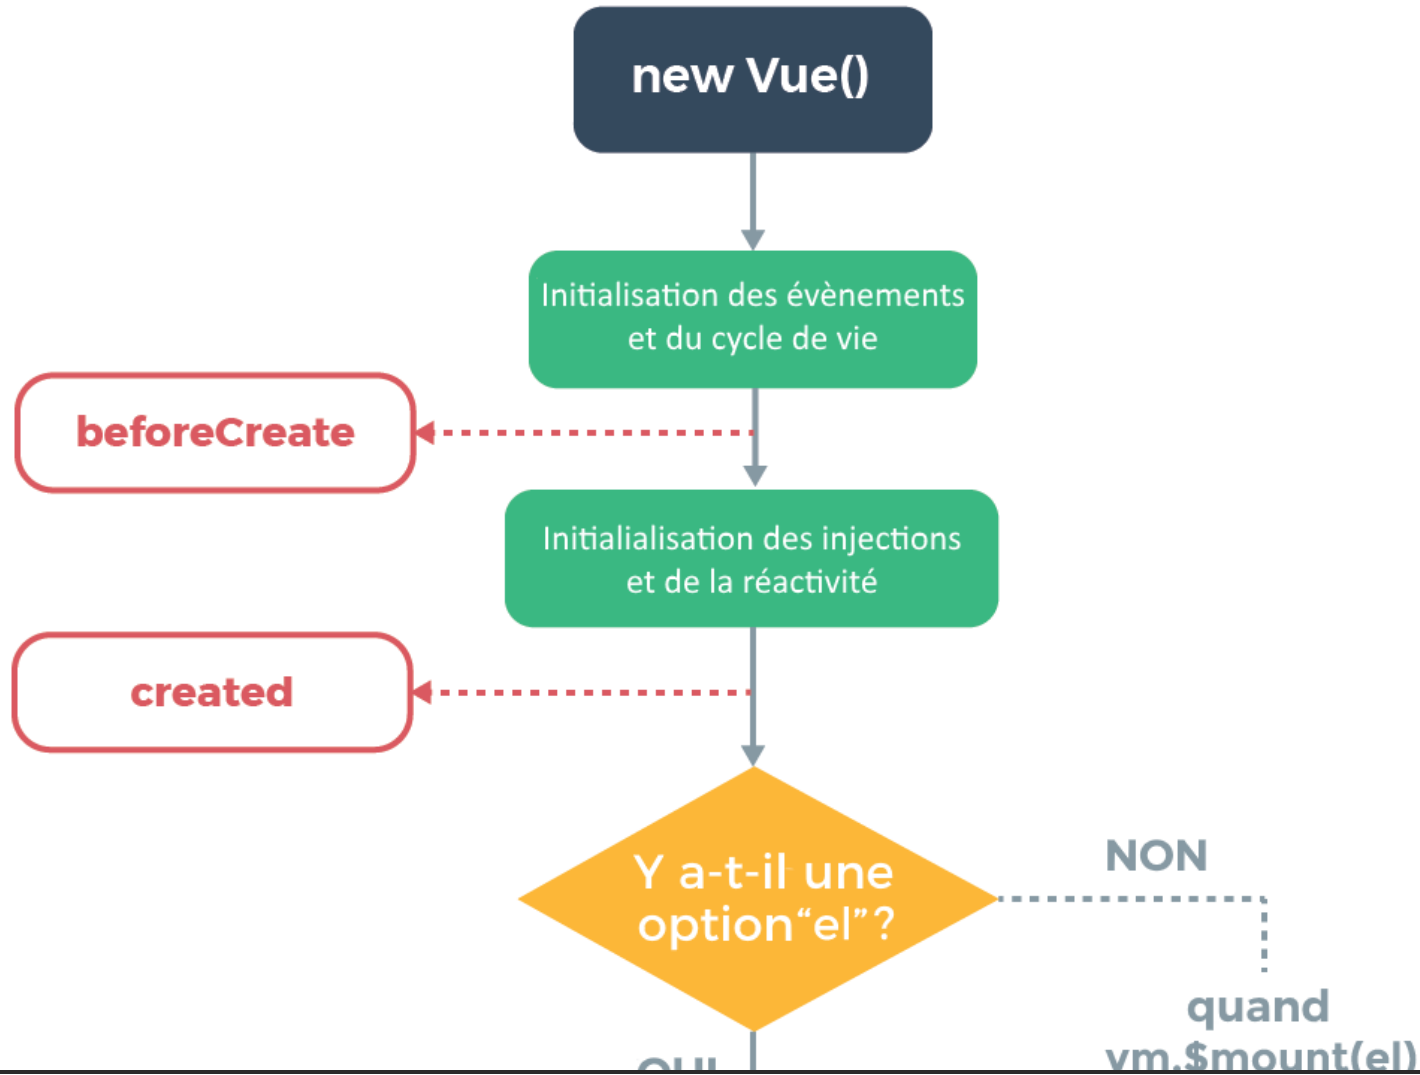 new Vue()
Initialisation des évènements
et du cycle de vie
beforeCreate
Initialialisation des injections
et de la réactivité
created
Y a-t-il une
option“el”?
NON
quand
vm.$mount(el)
OUI